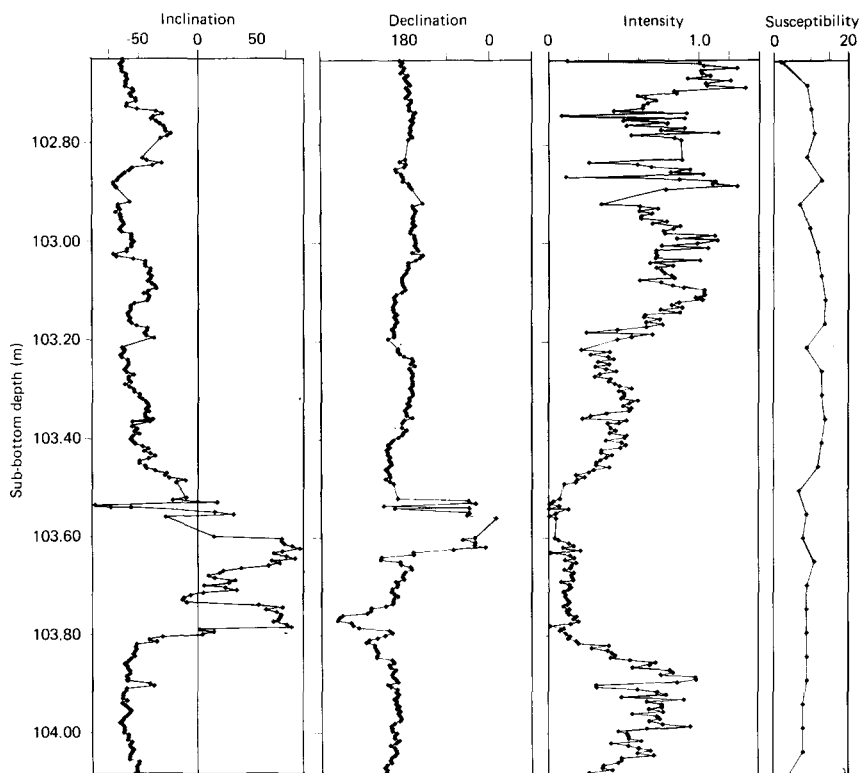 Inclination Declination Intensity Susceptibility
-50 0 50 180 0 0 1.0 0 20
Sub-bottom depth (m)
102.80
103.00
103.20
103.40
103.60
103.80
104.00